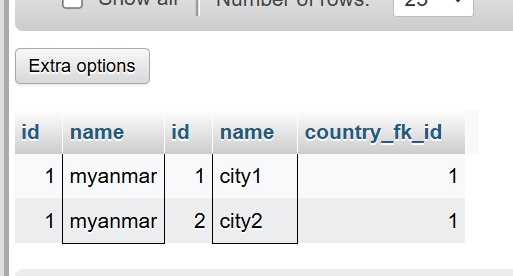 Show all Number of rows: 25
Extra options
id name id name country_fk_id
1 myanmar 1 city1 1
1 myanmar 2 city2 1